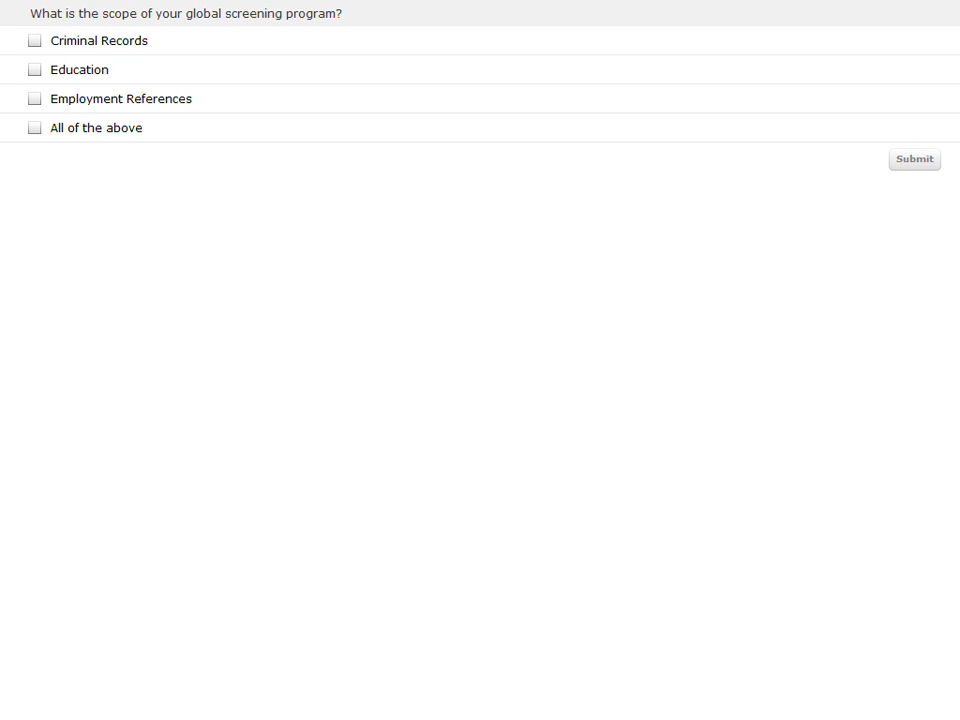 What is the scope of your global screening program?
Criminal Records
Education
Employment References
All of the above
Submit